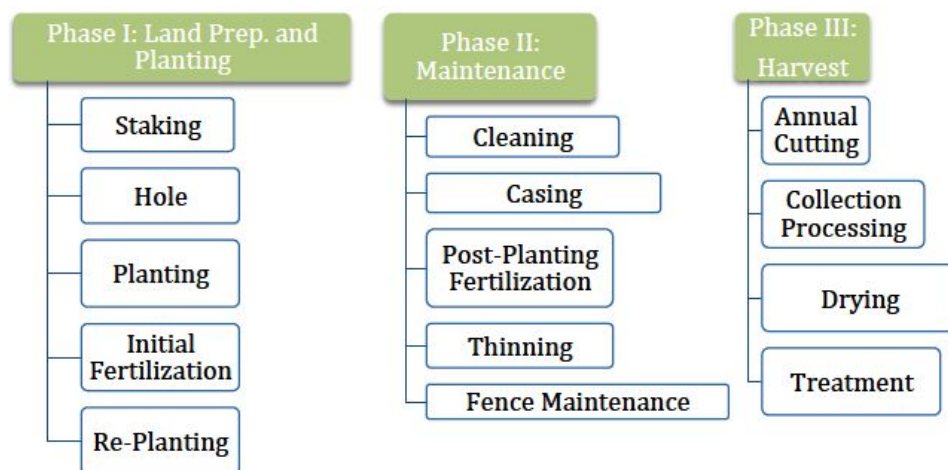 Phase I: Land Prep. and
Planting
Staking
Hole
Planting
Initial
Fertilization
Re-Planting
Phase II:
Maintenance
Cleaning
Casing
Post-Planting
Fertilization
Thinning
Fence Maintenance
Phase III:
Harvest
Annual
Cutting
Collection
Processing
Drying
Treatment